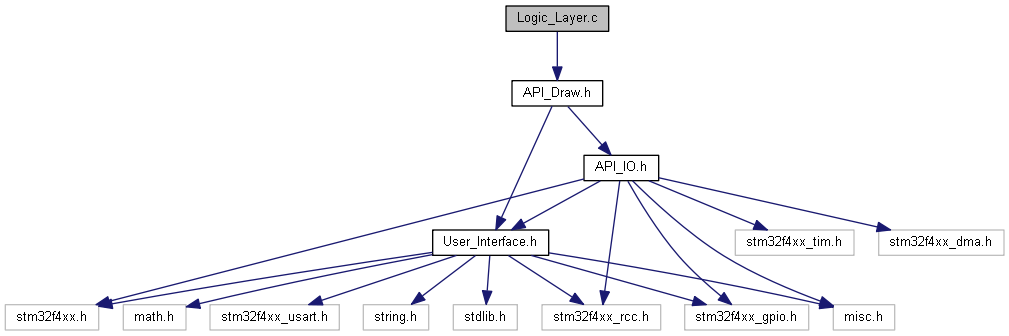 Logic_Layer.c
API_Draw.h
API_IO.h
User_Interface.h
stm32f4xx_tim.h
stm32f4xx_dma.h
stm32f4xx.h
math.h
stm32f4xx_usart.h
string.h
stdlib.h
stm32f4xx_rcc.h
stm32f4xx_gpio.h
misc.h